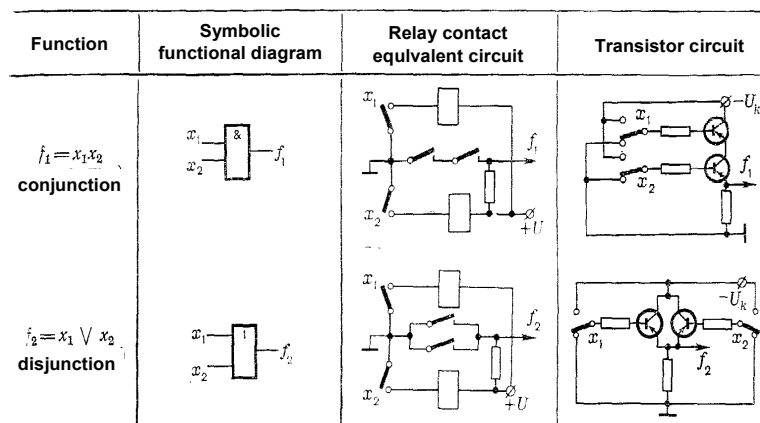 Function
Symbolic
functional diagram
Relay contact
equlvalent circuit
Transistor circuit
f₁=x₁x₂
conjunction
x₁
x₂
&
f₁
x₁
x₂
f₁
+U
x₁
x₂
−Uₖ
f₁
f₂=x₁ ∨ x₂
disjunction
x₁
x₂
1
f₂
x₁
x₂
f₂
+U
x₁
−Uₖ
x₂
f₂